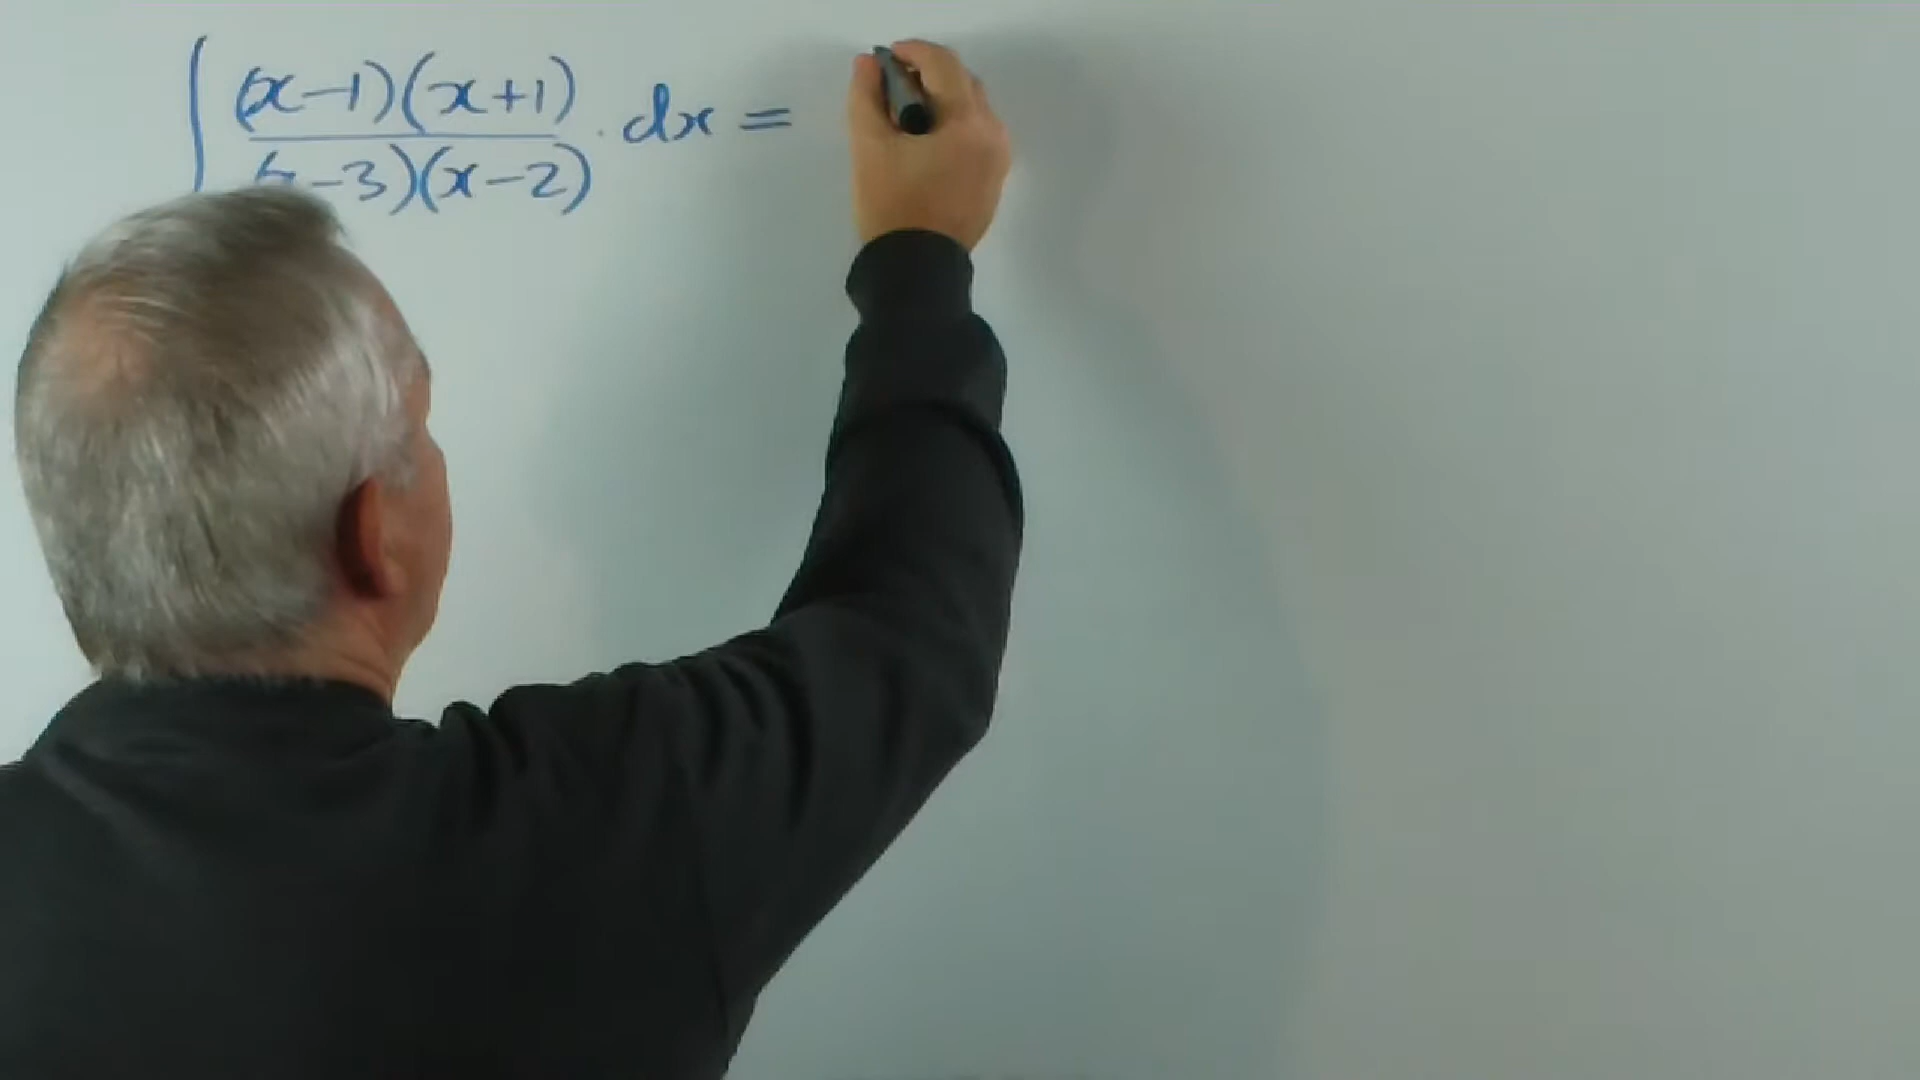 ∫ (x-1)(x+1) / (x-3)(x-2) . dx =